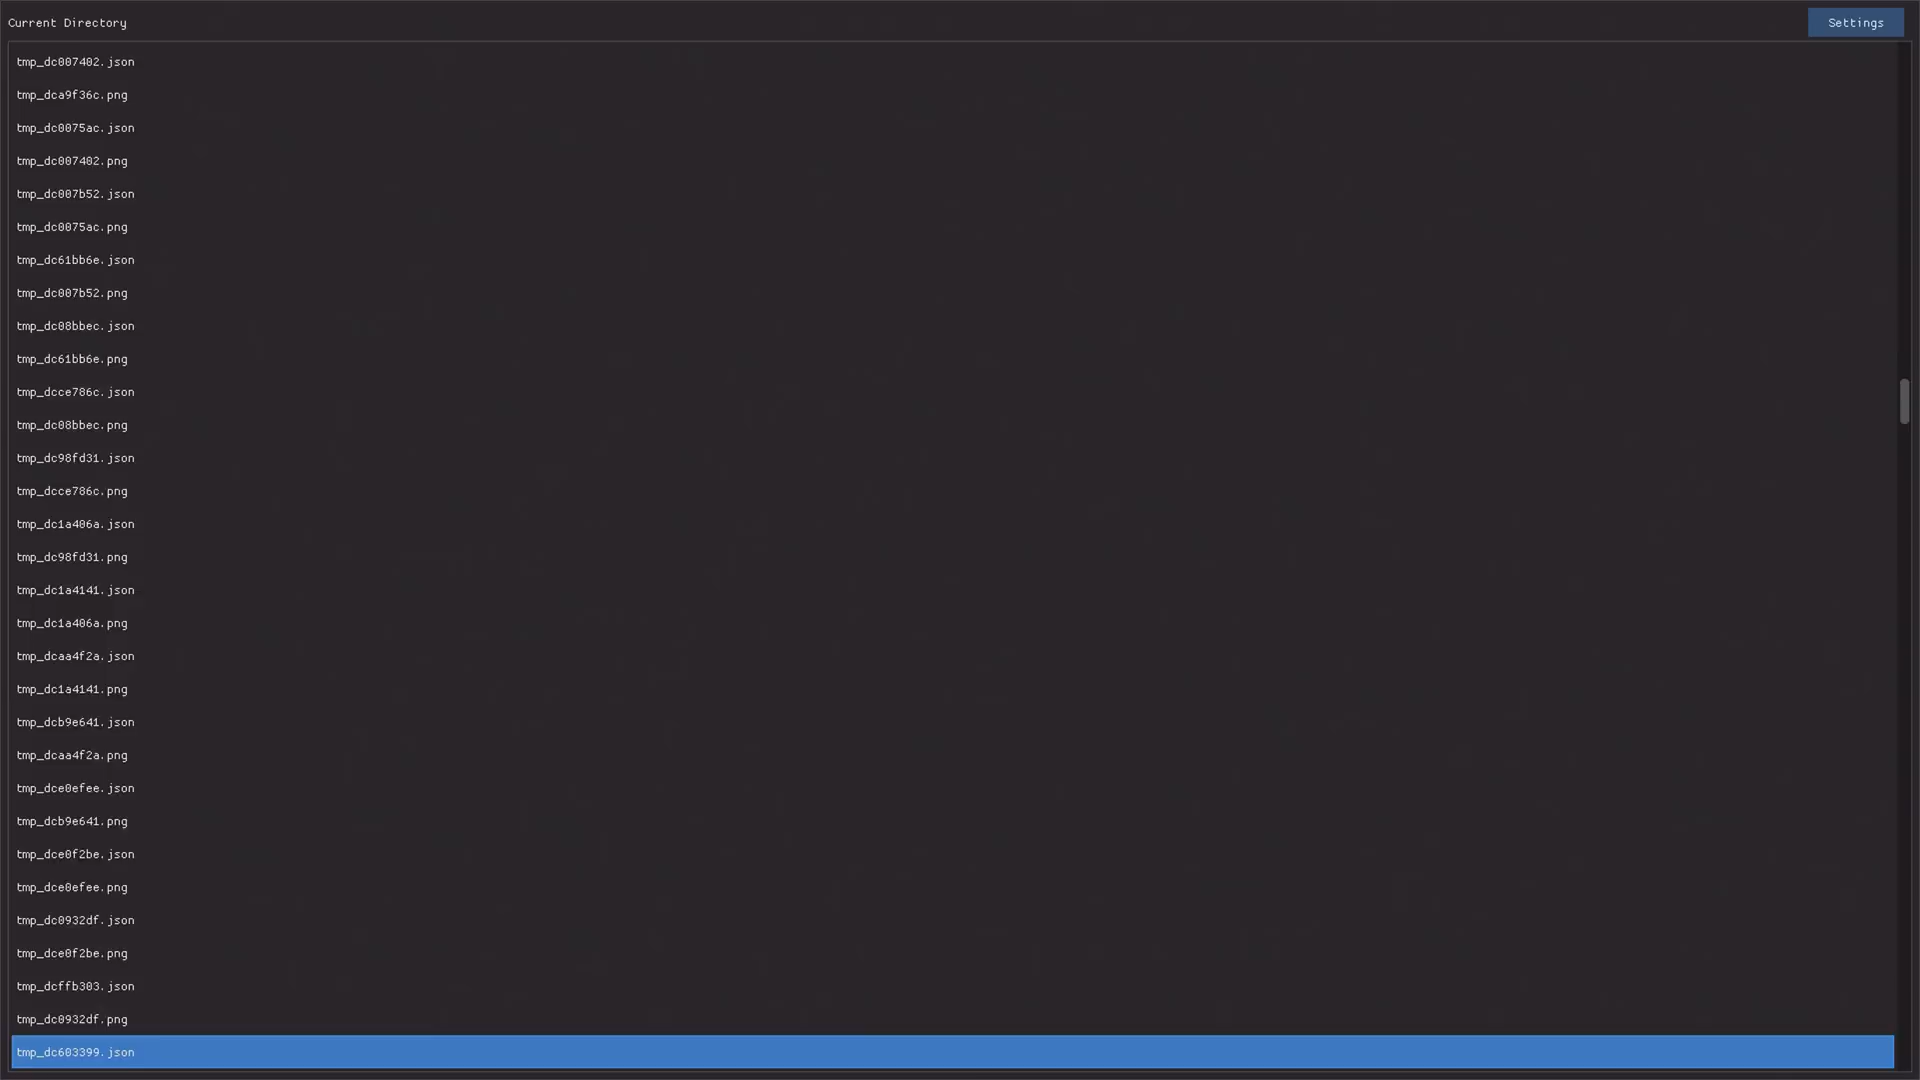 Current Directory
Settings
tmp_dc007402.json
tmp_dca9f36c.png
tmp_dc0075ac.json
tmp_dc007402.png
tmp_dc007b52.json
tmp_dc0075ac.png
tmp_dc61bb6e.json
tmp_dc007b52.png
tmp_dc08bbec.json
tmp_dc61bb6e.png
tmp_dcce786c.json
tmp_dc08bbec.png
tmp_dc98fd31.json
tmp_dcce786c.png
tmp_dc1a406a.json
tmp_dc98fd31.png
tmp_dc1a4141.json
tmp_dc1a406a.png
tmp_dcaa4f2a.json
tmp_dc1a4141.png
tmp_dcb9e641.json
tmp_dcaa4f2a.png
tmp_dce0efee.json
tmp_dcb9e641.png
tmp_dce0f2be.json
tmp_dce0efee.png
tmp_dc0932df.json
tmp_dce0f2be.png
tmp_dcffb303.json
tmp_dc0932df.png
tmp_dc603399.json